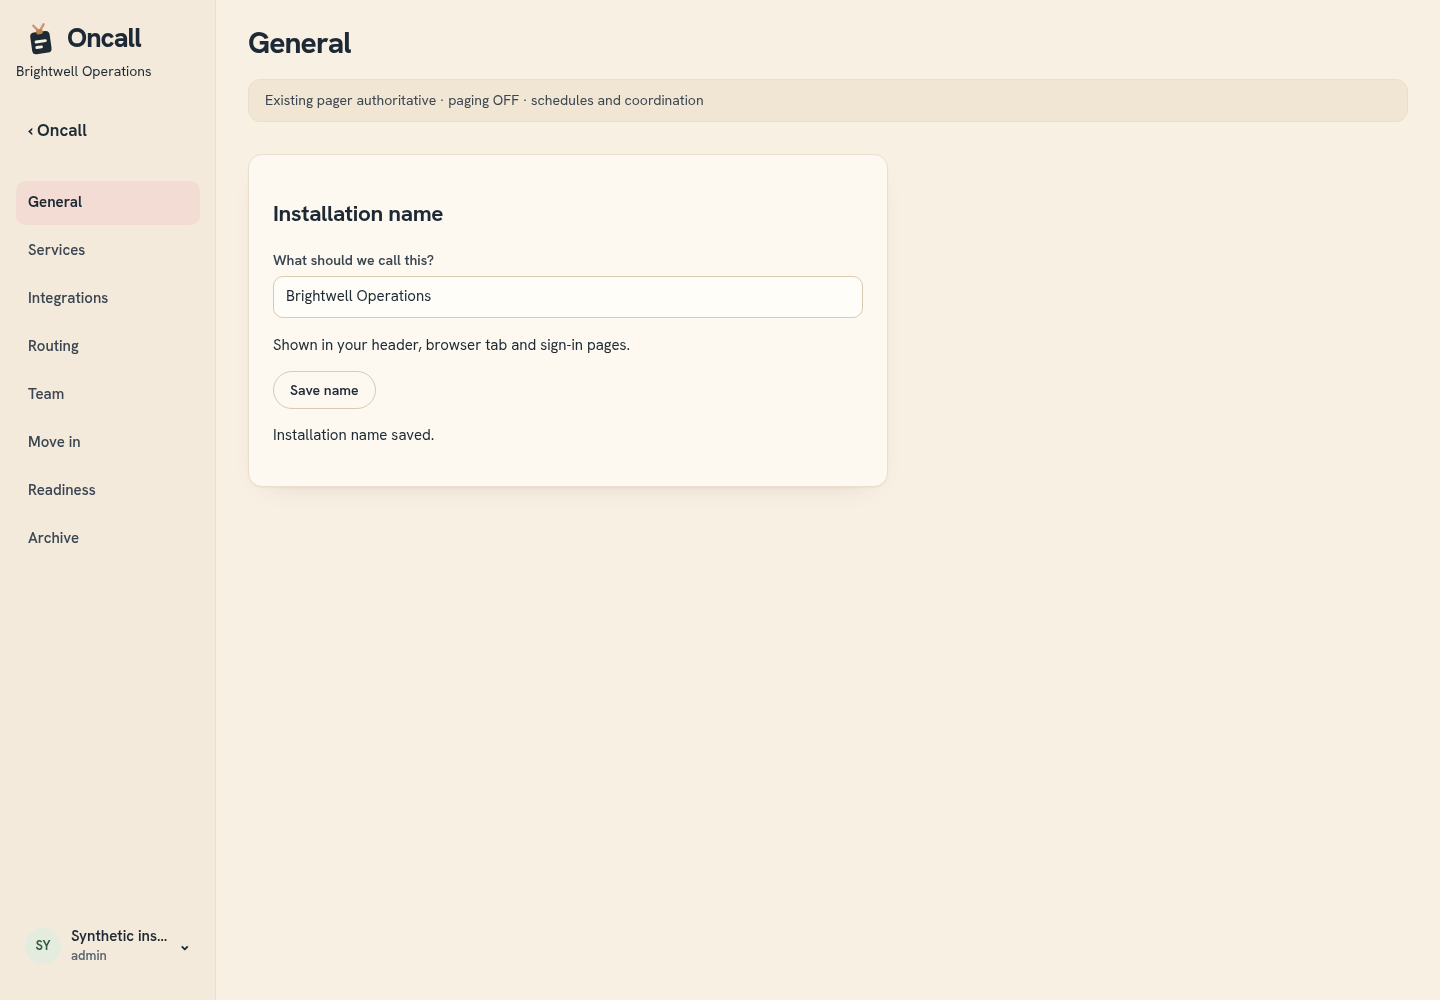 Oncall
Brightwell Operations
‹ Oncall
General
Services
Integrations
Routing
Team
Move in
Readiness
Archive
SY
Synthetic ins...
admin
General
Existing pager authoritative · paging OFF · schedules and coordination
Installation name
What should we call this?
Brightwell Operations
Shown in your header, browser tab and sign-in pages.
Save name
Installation name saved.